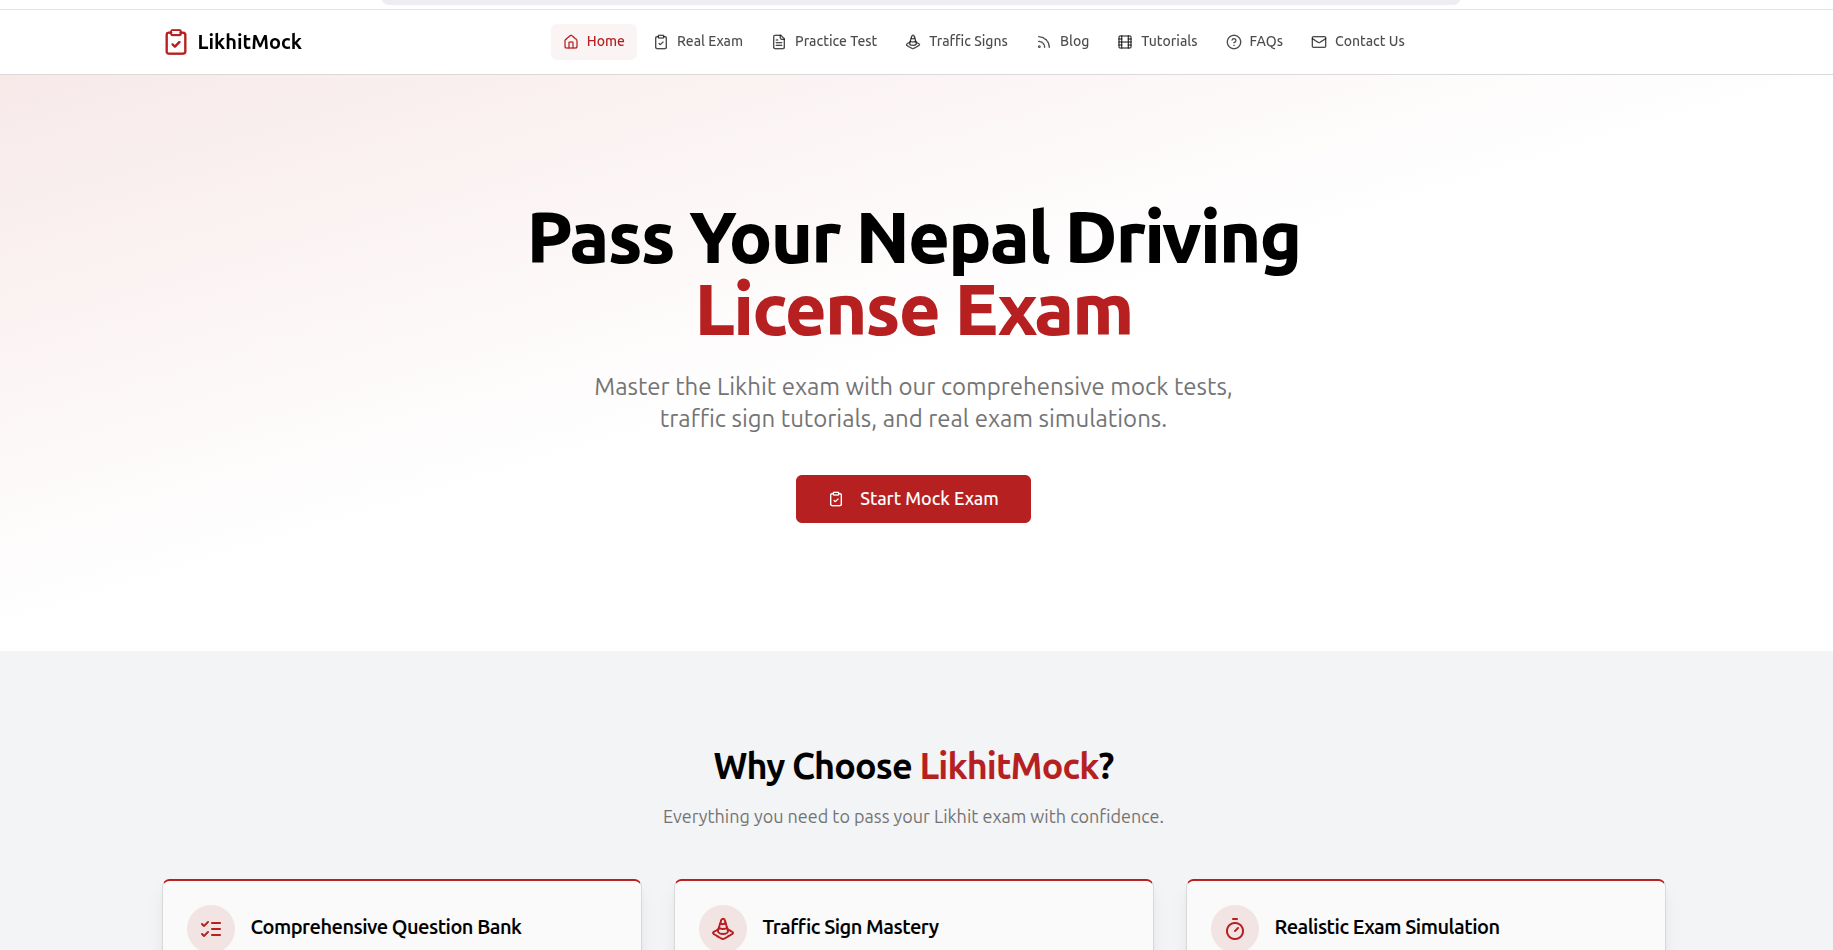 LikhitMock
Home
Real Exam
Practice Test
Traffic Signs
Blog
Tutorials
FAQs
Contact Us
Pass Your Nepal Driving
License Exam
Master the Likhit exam with our comprehensive mock tests,
traffic sign tutorials, and real exam simulations.
Start Mock Exam
Why Choose LikhitMock?
Everything you need to pass your Likhit exam with confidence.
Comprehensive Question Bank
Traffic Sign Mastery
Realistic Exam Simulation